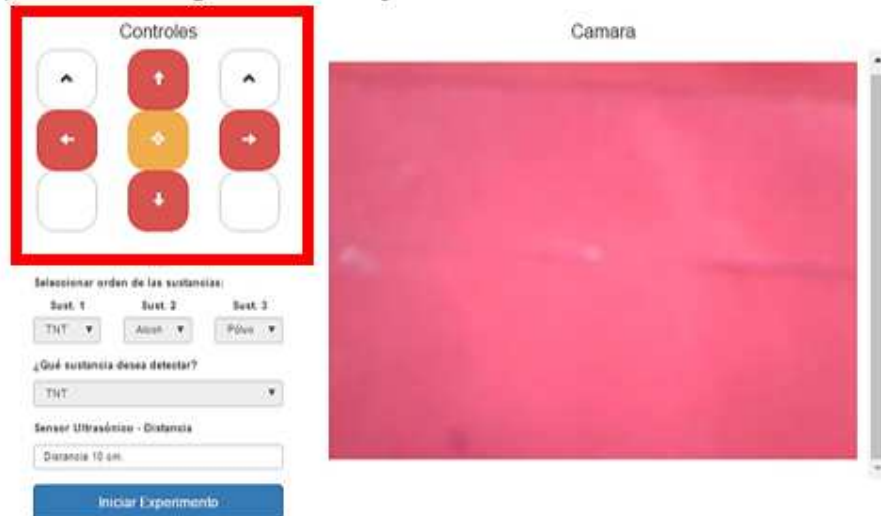 Controles
Camara
Seleccionar orden de las sustancias:
Sust. 1 Sust. 2 Sust. 3
TNT Pólvo
¿Qué sustancia desea detectar?
TNT
Sensor Ultrasónico - Distancia
Distancia 10 cm
Iniciar Experimento